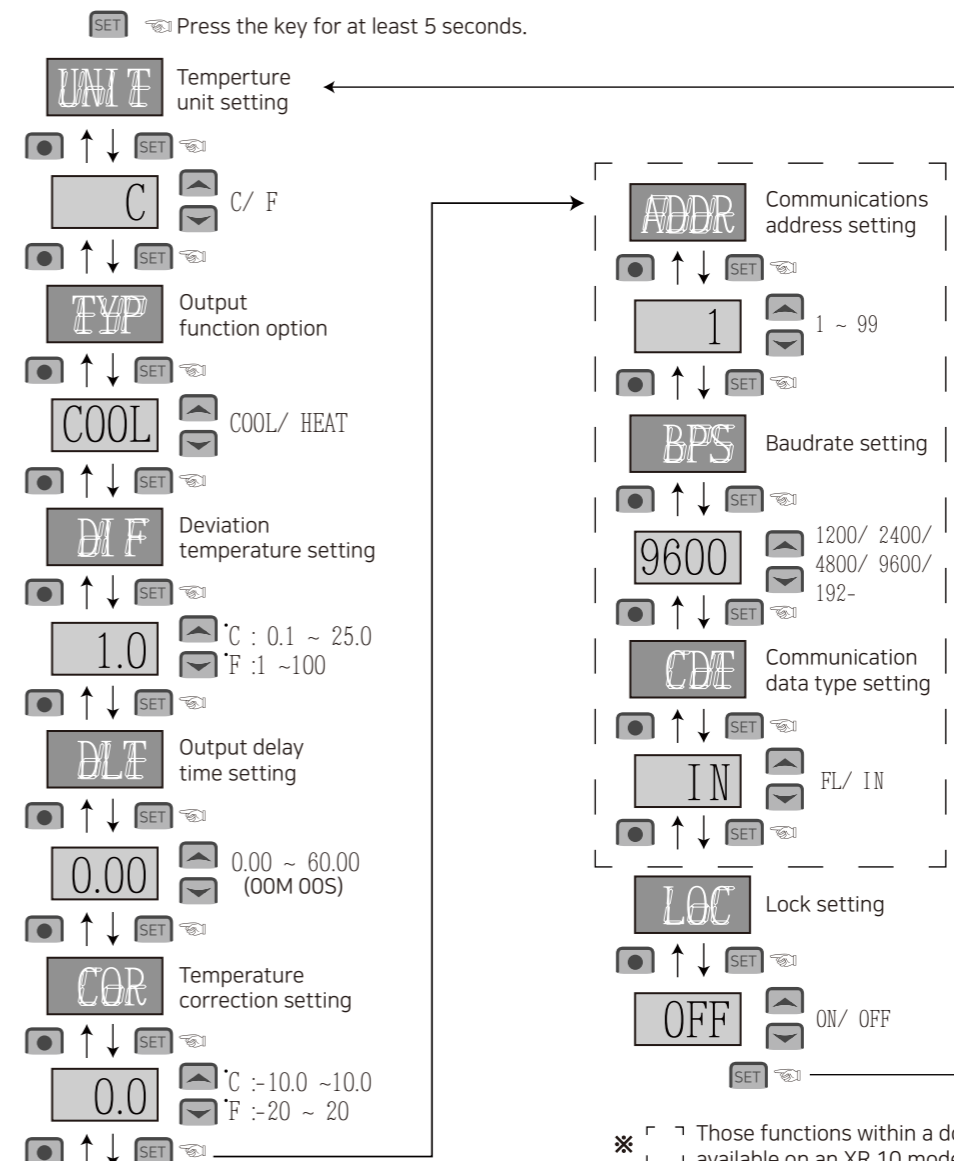 SET Press the key for at least 5 seconds.
UNIT Temperture
unit setting
SET
C C/ F
SET
TYP Output
function option
SET
COOL COOL/ HEAT
SET
DIF Deviation
temperature setting
SET
1.0 °C : 0.1 ~ 25.0
°F :1 ~100
SET
DLT Output delay
time setting
SET
0.00 0.00 ~ 60.00
(00M 00S)
SET
COR Temperature
correction setting
SET
0.0 °C :-10.0 ~10.0
°F :-20 ~ 20
SET
ADDR Communications
address setting
SET
1 1 ~ 99
SET
BPS Baudrate setting
SET
9600 1200/ 2400/
4800/ 9600/
192-
SET
CDT Communication
data type setting
SET
IN FL/ IN
SET
LOC Lock setting
SET
OFF ON/ OFF
SET
※ Those functions within a do
available on an XR 10 mode